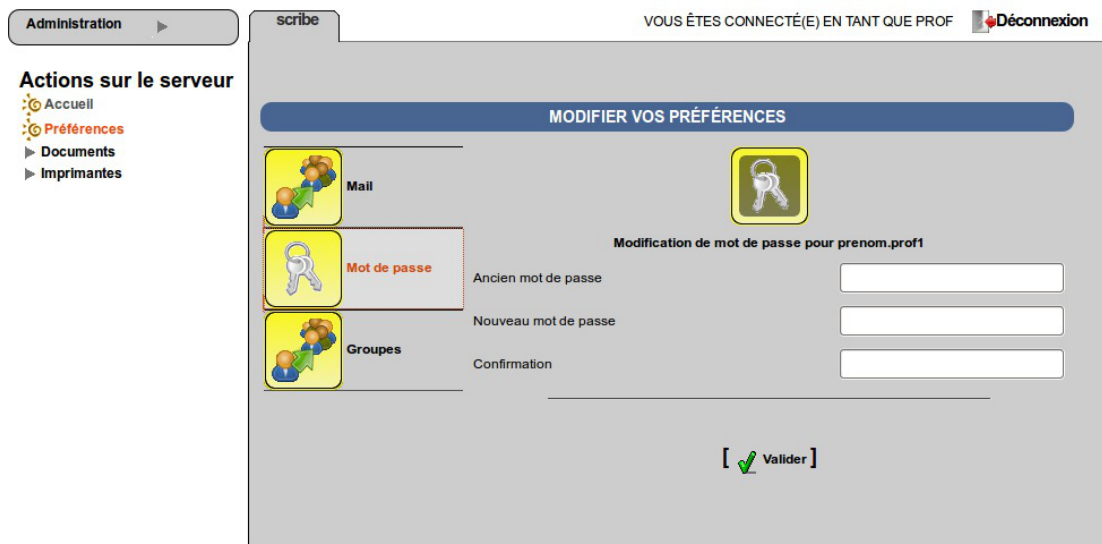 Administration
scribe
VOUS ÊTES CONNECTÉ(E) EN TANT QUE PROF
Déconnexion
Actions sur le serveur
Accueil
Préférences
Documents
Imprimantes
MODIFIER VOS PRÉFÉRENCES
Mail
Mot de passe
Groupes
Modification de mot de passe pour prenom.prof1
Ancien mot de passe
Nouveau mot de passe
Confirmation
[ Valider ]